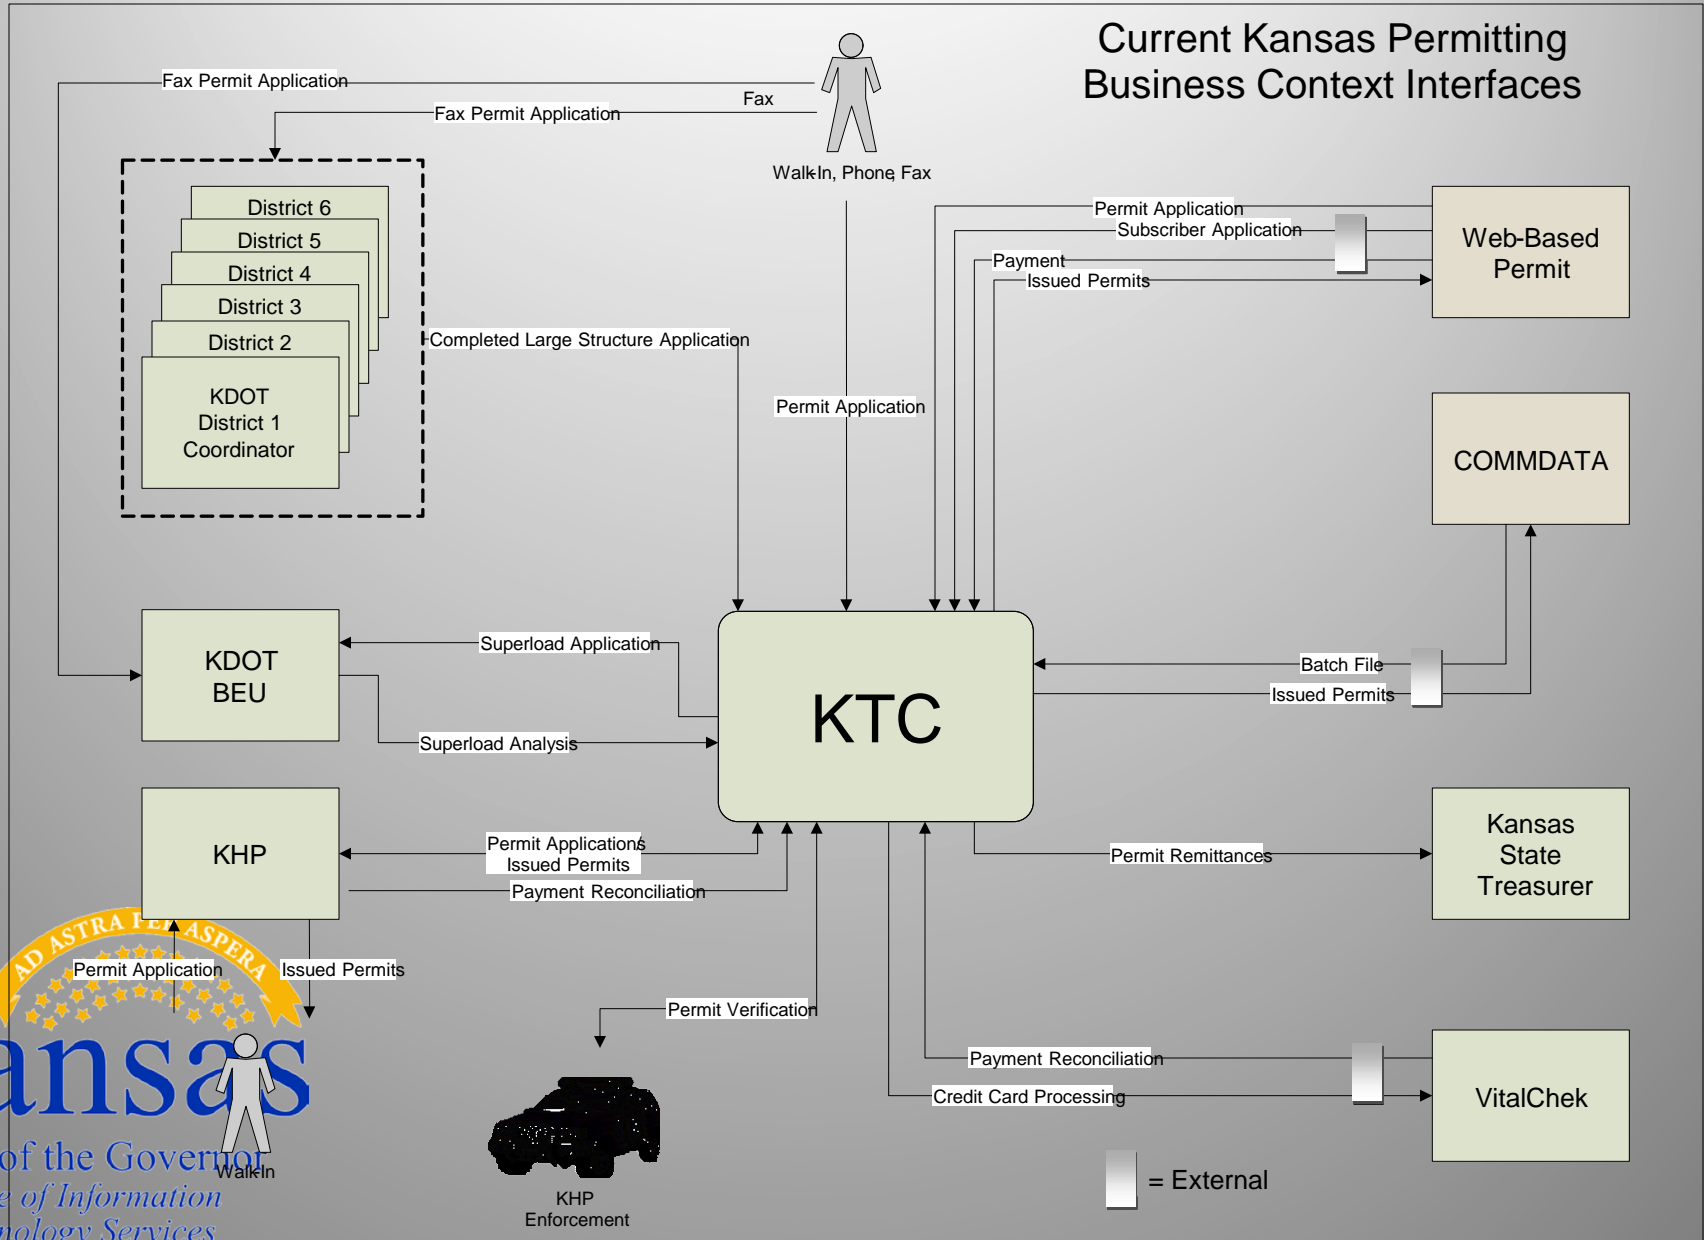 Current Kansas Permitting
Business Context Interfaces
Fax Permit Application
Fax
Fax Permit Application
Walk-In, Phone, Fax
District 6
District 5
District 4
District 3
District 2
KDOT
District 1
Coordinator
Completed Large Structure Application
Permit Application
Permit Application
Subscriber Application
Payment
Issued Permits
Web-Based
Permit
COMMDATA
Batch File
Issued Permits
KDOT
BEU
Superload Application
Superload Analysis
KTC
KHP
Permit Applications
Issued Permits
Payment Reconciliation
Permit Remittances
Kansas
State
Treasurer
AD ASTRA PER ASPERA
Permit Application
Issued Permits
Permit Verification
Payment Reconciliation
Credit Card Processing
VitalChek
ansas
of the Governor
Walk-In
e of Information
nology Services
KHP
Enforcement
= External